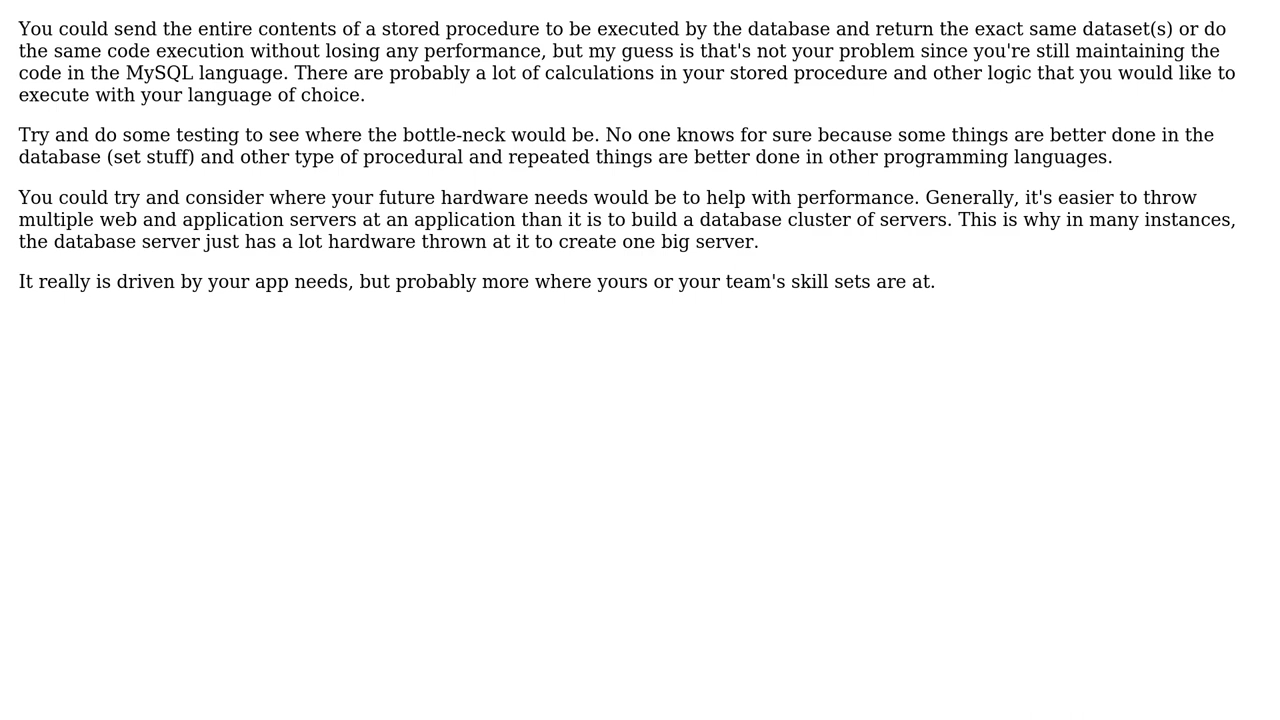 You could send the entire contents of a stored procedure to be executed by the database and return the exact same dataset(s) or do
the same code execution without losing any performance, but my guess is that's not your problem since you're still maintaining the
code in the MySQL language. There are probably a lot of calculations in your stored procedure and other logic that you would like to
execute with your language of choice.
Try and do some testing to see where the bottle-neck would be. No one knows for sure because some things are better done in the
database (set stuff) and other type of procedural and repeated things are better done in other programming languages.
You could try and consider where your future hardware needs would be to help with performance. Generally, it's easier to throw
multiple web and application servers at an application than it is to build a database cluster of servers. This is why in many instances,
the database server just has a lot hardware thrown at it to create one big server.
It really is driven by your app needs, but probably more where yours or your team's skill sets are at.